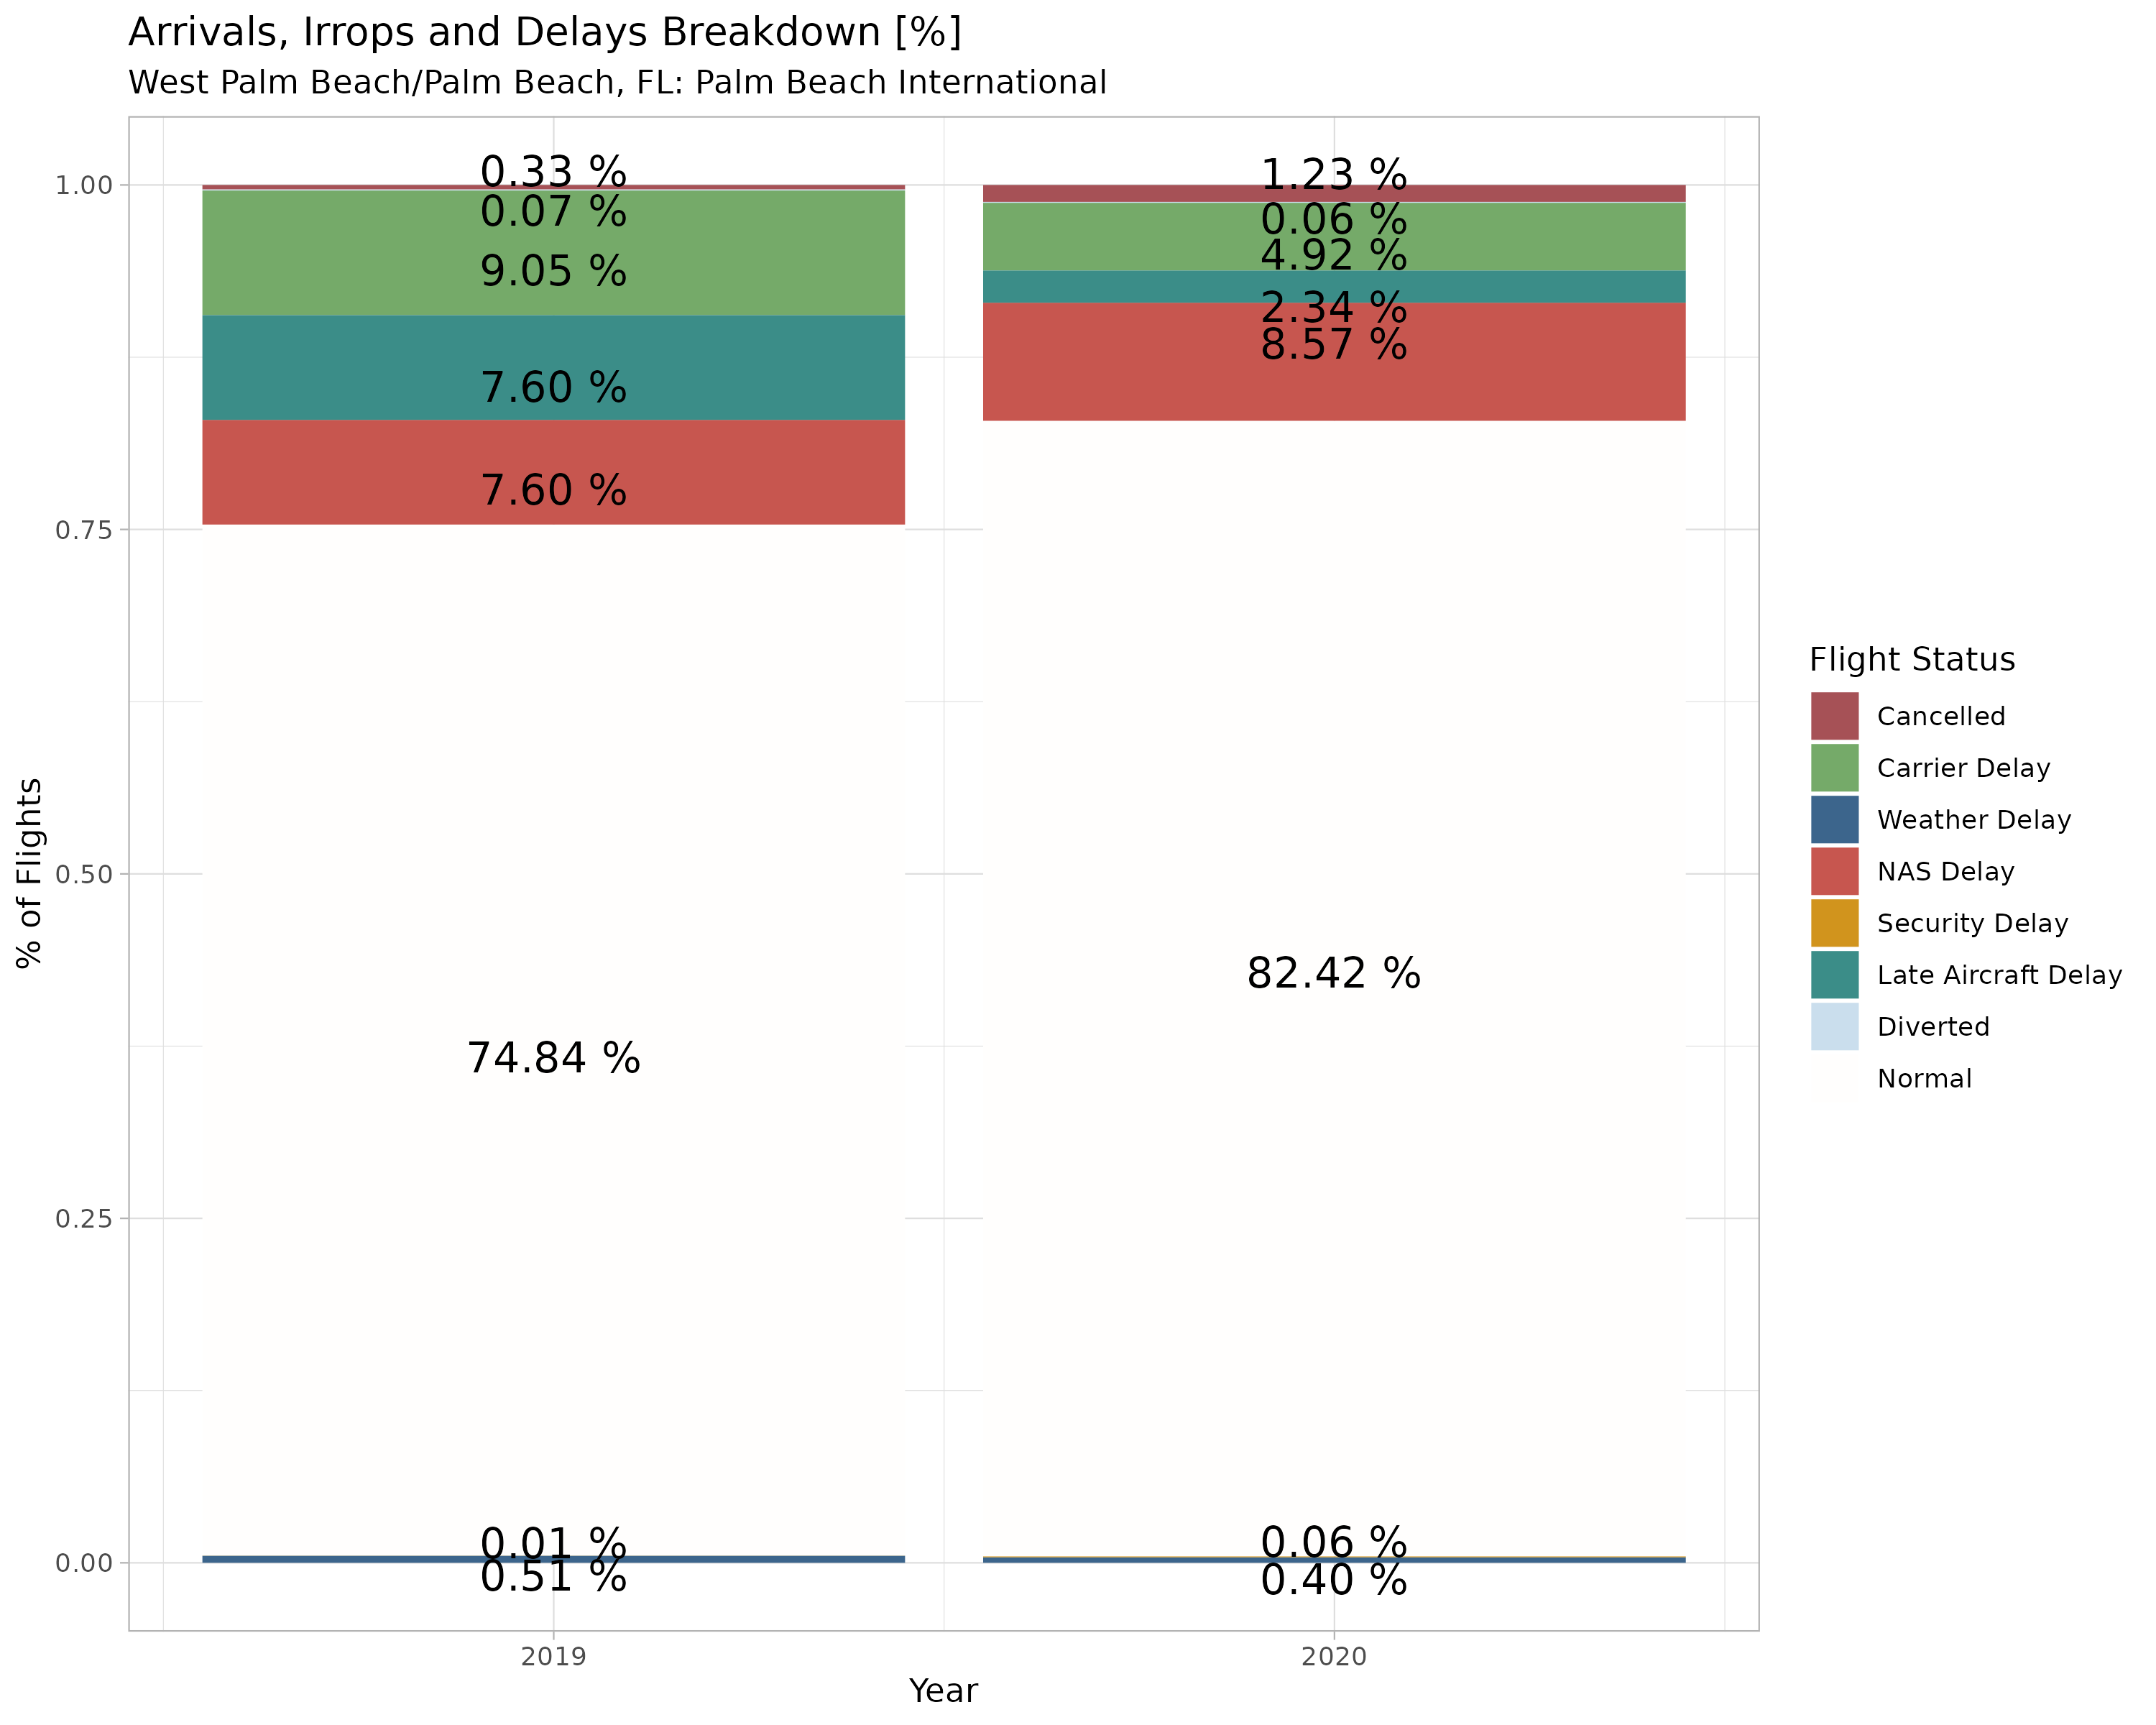 Arrivals, Irrops and Delays Breakdown [%]
West Palm Beach/Palm Beach, FL: Palm Beach International
% of Flights
1.00
0.75
0.50
0.25
0.00
0.33 %
0.07 %
9.05 %
7.60 %
7.60 %
74.84 %
0.01 %
0.51 %
1.23 %
0.06 %
4.92 %
2.34 %
8.57 %
82.42 %
0.06 %
0.40 %
2019
2020
Year
Flight Status
Cancelled
Carrier Delay
Weather Delay
NAS Delay
Security Delay
Late Aircraft Delay
Diverted
Normal